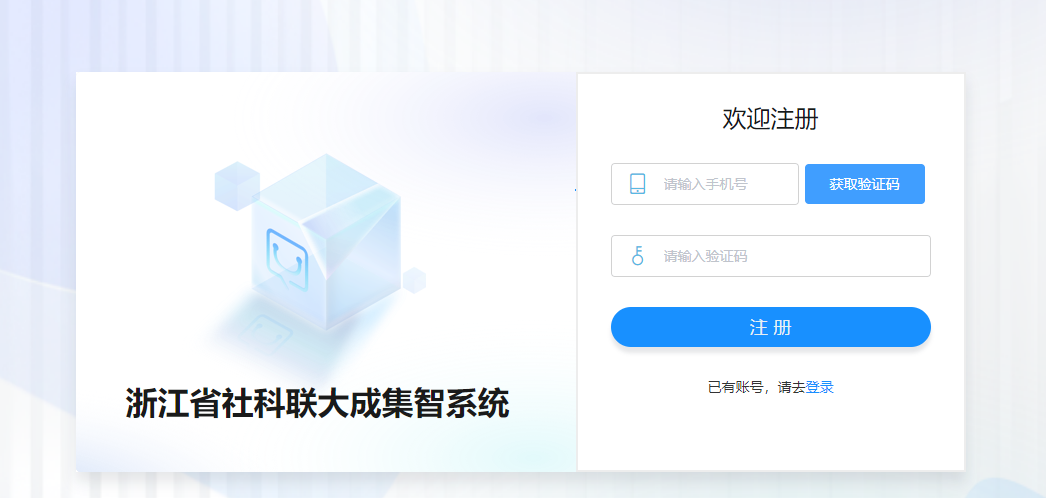 浙江省社科联大成集智系统
欢迎注册
请输入手机号
获取验证码
请输入验证码
注 册
已有账号，请去登录